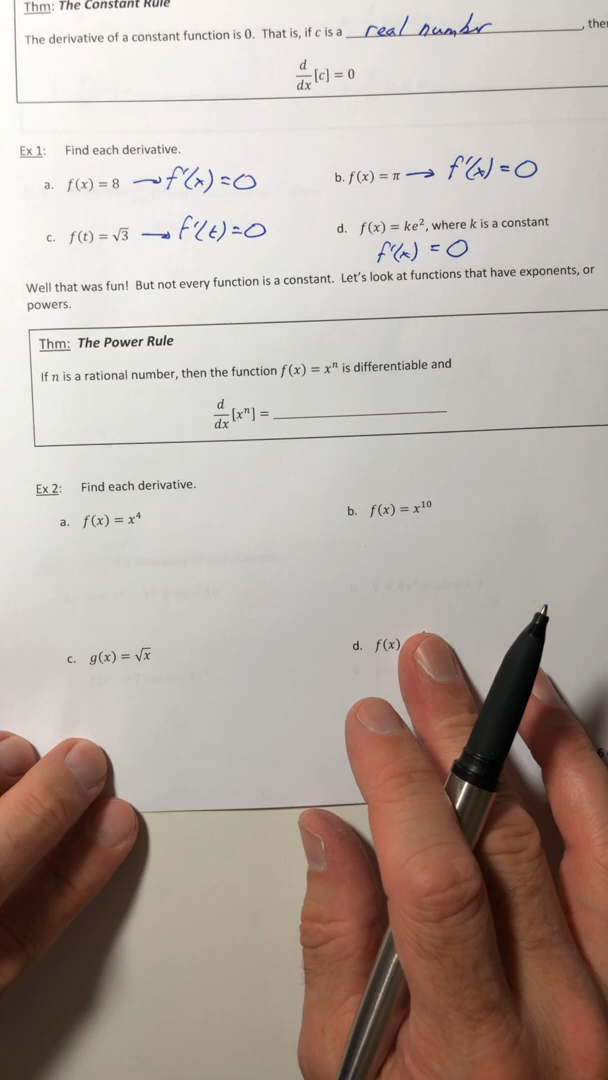 Thm: The Constant Rule
The derivative of a constant function is 0. That is, if c is a real number, then
d/dx [c] = 0
Ex 1: Find each derivative.
a. f(x) = 8 → f'(x) = 0
b. f(x) = π → f'(x) = 0
c. f(t) = √3 → f'(t) = 0
d. f(x) = ke², where k is a constant
f'(x) = 0
Well that was fun! But not every function is a constant. Let's look at functions that have exponents, or
powers.
Thm: The Power Rule
If n is a rational number, then the function f(x) = xⁿ is differentiable and
d/dx [xⁿ] = ____________
Ex 2: Find each derivative.
a. f(x) = x⁴
b. f(x) = x¹⁰
c. g(x) = √x
d. f(x)
6